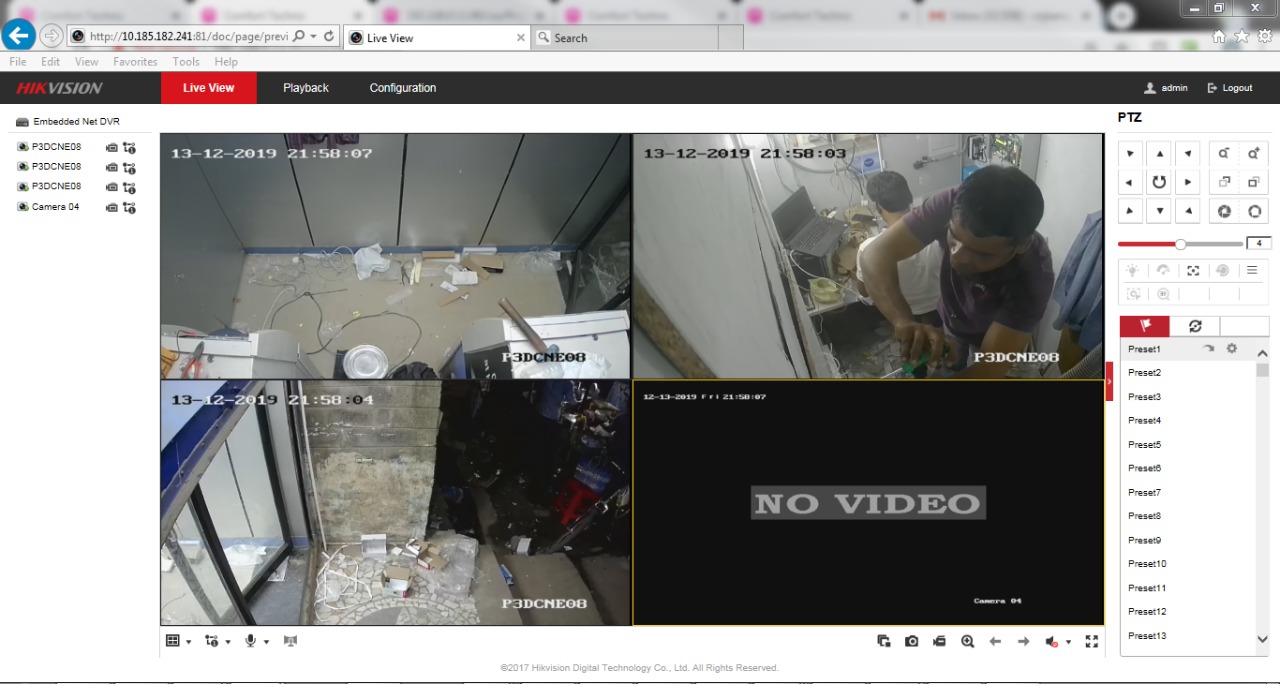 http://10.185.182.241:81/doc/page/previ
Live View
Search
File Edit View Favorites Tools Help
HIKVISION
Live View
Playback
Configuration
admin
Logout
Embedded Net DVR
P3DCNE08
P3DCNE08
P3DCNE08
Camera 04
13-12-2019 21:58:07
P3DCNE08
13-12-2019 21:58:03
P3DCNE08
13-12-2019 21:58:04
P3DCNE08
12-13-2019 Fri 21:58:07
NO VIDEO
Camera 04
PTZ
4
Preset1
Preset2
Preset3
Preset4
Preset5
Preset6
Preset7
Preset8
Preset9
Preset10
Preset11
Preset12
Preset13
©2017 Hikvision Digital Technology Co., Ltd. All Rights Reserved.